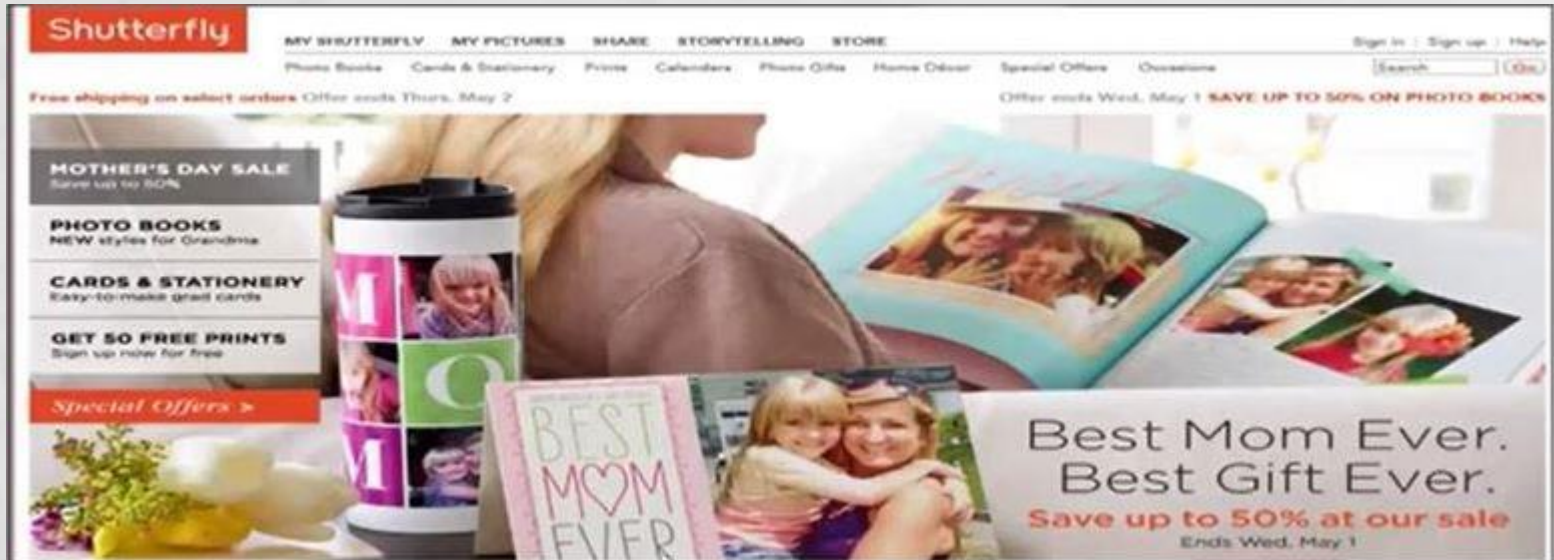 Shutterfly
MY SHUTTERFLY MY PICTURES SHARE STORYTELLING STORE
Sign in | Sign up | Help
Photo Books Cards & Stationery Prints Calendars Photo Gifts Home Décor Special Offers Occasions
Search Go
Free shipping on select orders Offer ends Thurs. May 2
Offer ends Wed. May 1 SAVE UP TO 50% ON PHOTO BOOKS
MOTHER'S DAY SALE
Save up to 50%
PHOTO BOOKS
NEW styles for Grandma
CARDS & STATIONERY
Easy-to-make grad cards
GET 50 FREE PRINTS
Sign up now for free
Special Offers >
M
O
M
BEST
MOM
EVER
Best Mom Ever.
Best Gift Ever.
Save up to 50% at our sale
Ends Wed. May 1